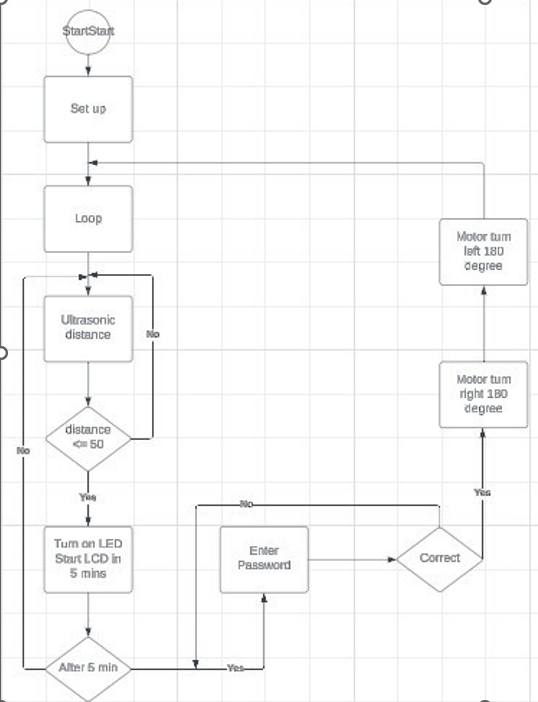 StartStart
Set up
Loop
Ultrasonic
distance
No
distance
<= 50
No
Yes
Turn on LED
Start LCD in
5 mins
After 5 min
Yes
Enter
Password
No
Correct
Yes
Motor turn
right 180
degree
Motor turn
left 180
degree